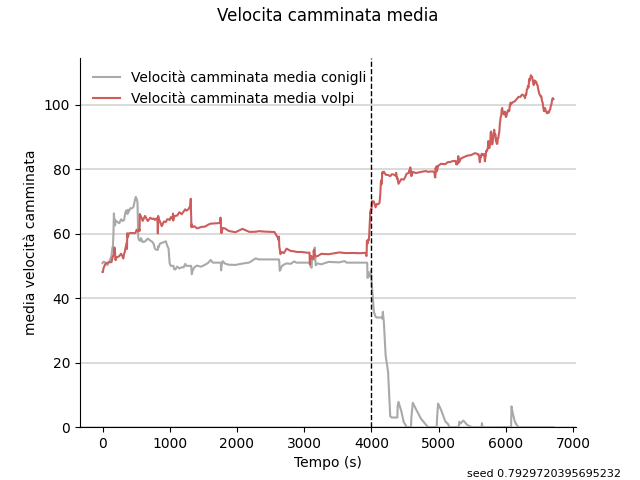 Velocita camminata media
Velocità camminata media conigli
Velocità camminata media volpi
media velocità camminata
100
80
60
40
20
0
0 1000 2000 3000 4000 5000 6000 7000
Tempo (s)
seed 0.7929720395695232